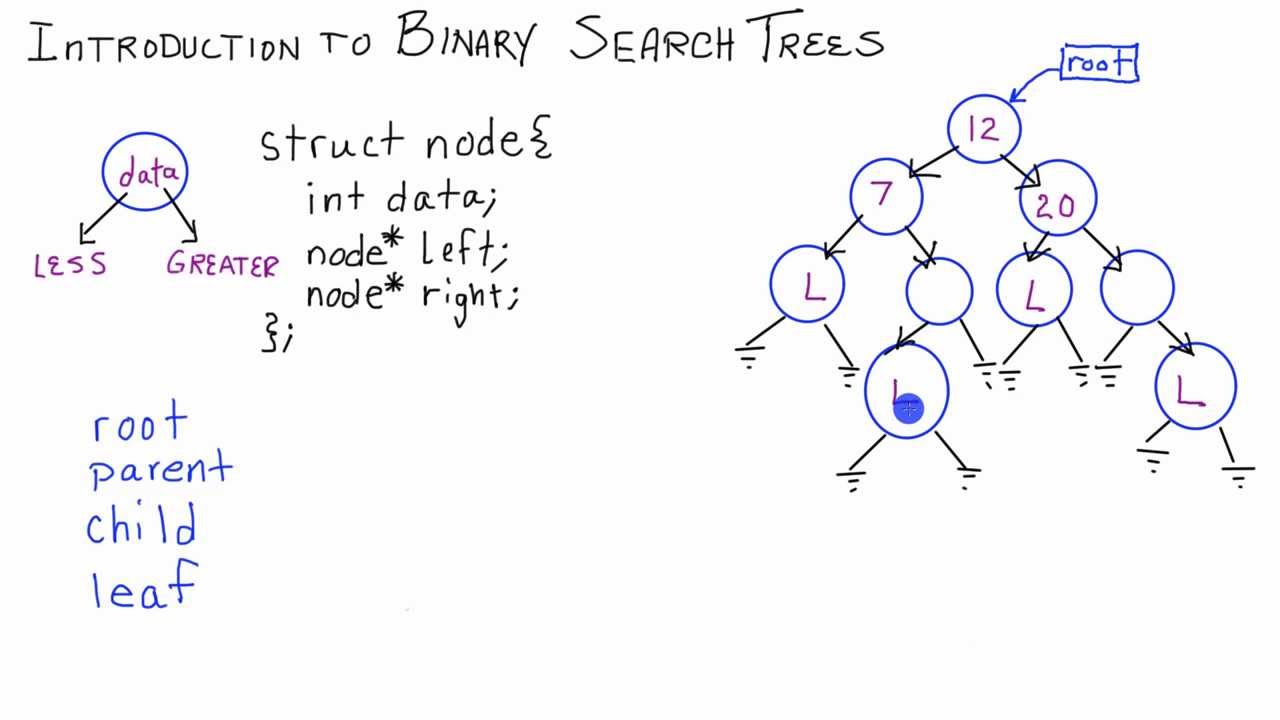 INTRODUCTION TO BINARY SEARCH TREES
root
12
data
struct node{
int data;
7
20
LESS
GREATER
node* left;
node* right;
};
L
L
L
L
root
parent
child
leaf